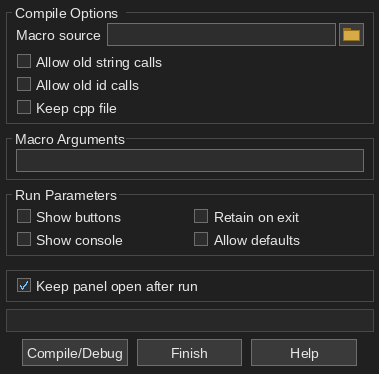 Compile Options
Macro source
Allow old string calls
Allow old id calls
Keep cpp file
Macro Arguments
Run Parameters
Show buttons Retain on exit
Show console Allow defaults
Keep panel open after run
Compile/Debug Finish Help